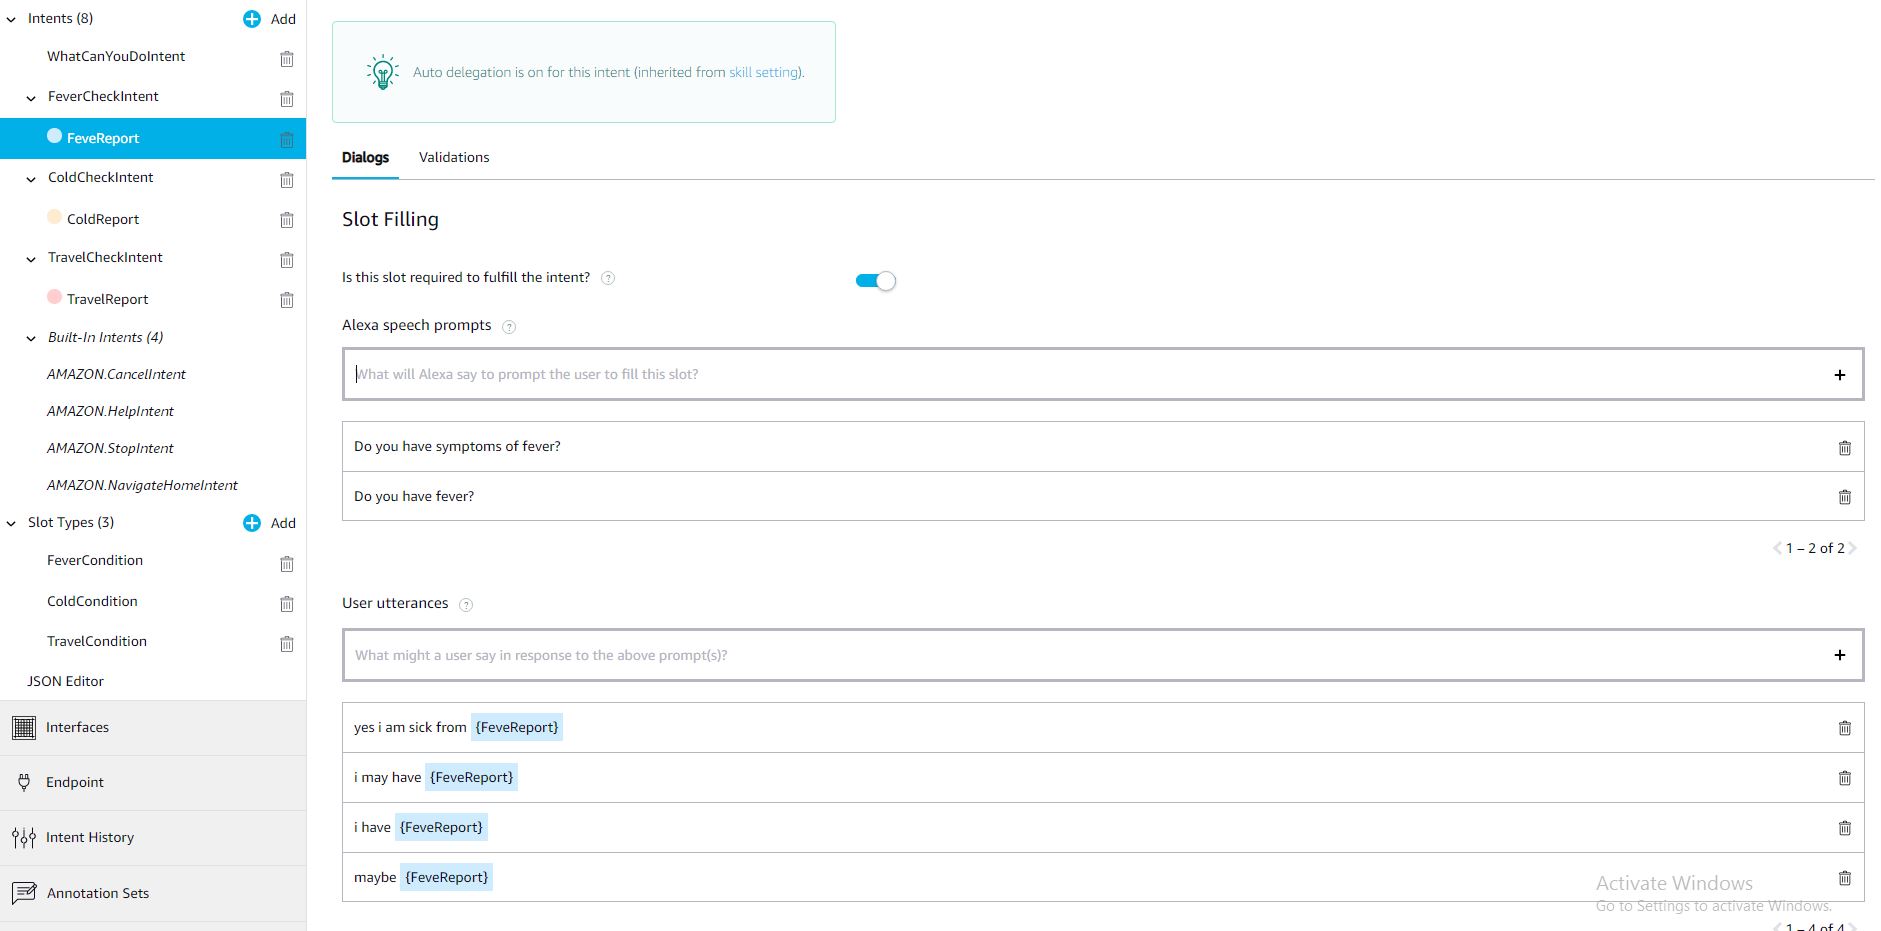 Intents (8)
Add
WhatCanYouDoIntent
FeverCheckIntent
FeveReport
ColdCheckIntent
ColdReport
TravelCheckIntent
TravelReport
Built-In Intents (4)
AMAZON.CancelIntent
AMAZON.HelpIntent
AMAZON.StopIntent
AMAZON.NavigateHomeIntent
Slot Types (3)
Add
FeverCondition
ColdCondition
TravelCondition
JSON Editor
Interfaces
Endpoint
Intent History
Annotation Sets
Auto delegation is on for this intent (inherited from skill setting).
Dialogs Validations
Slot Filling
Is this slot required to fulfill the intent? ?
Alexa speech prompts ?
What will Alexa say to prompt the user to fill this slot?
Do you have symptoms of fever?
Do you have fever?
1 – 2 of 2
User utterances ?
What might a user say in response to the above prompt(s)?
yes i am sick from {FeveReport}
i may have {FeveReport}
i have {FeveReport}
maybe {FeveReport}
Activate Windows
Go to Settings to activate Windows.
1 – 4 of 4